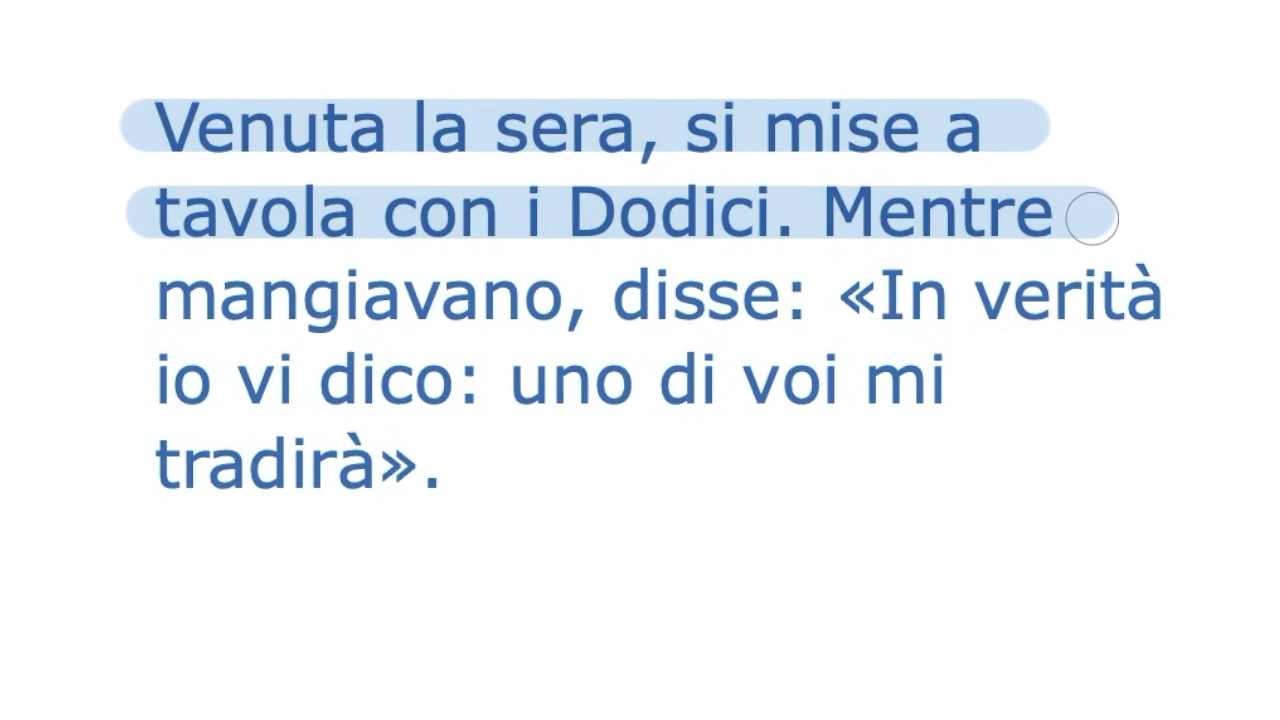 Venuta la sera, si mise a
tavola con i Dodici. Mentre
mangiavano, disse: «In verità
io vi dico: uno di voi mi
tradirà».